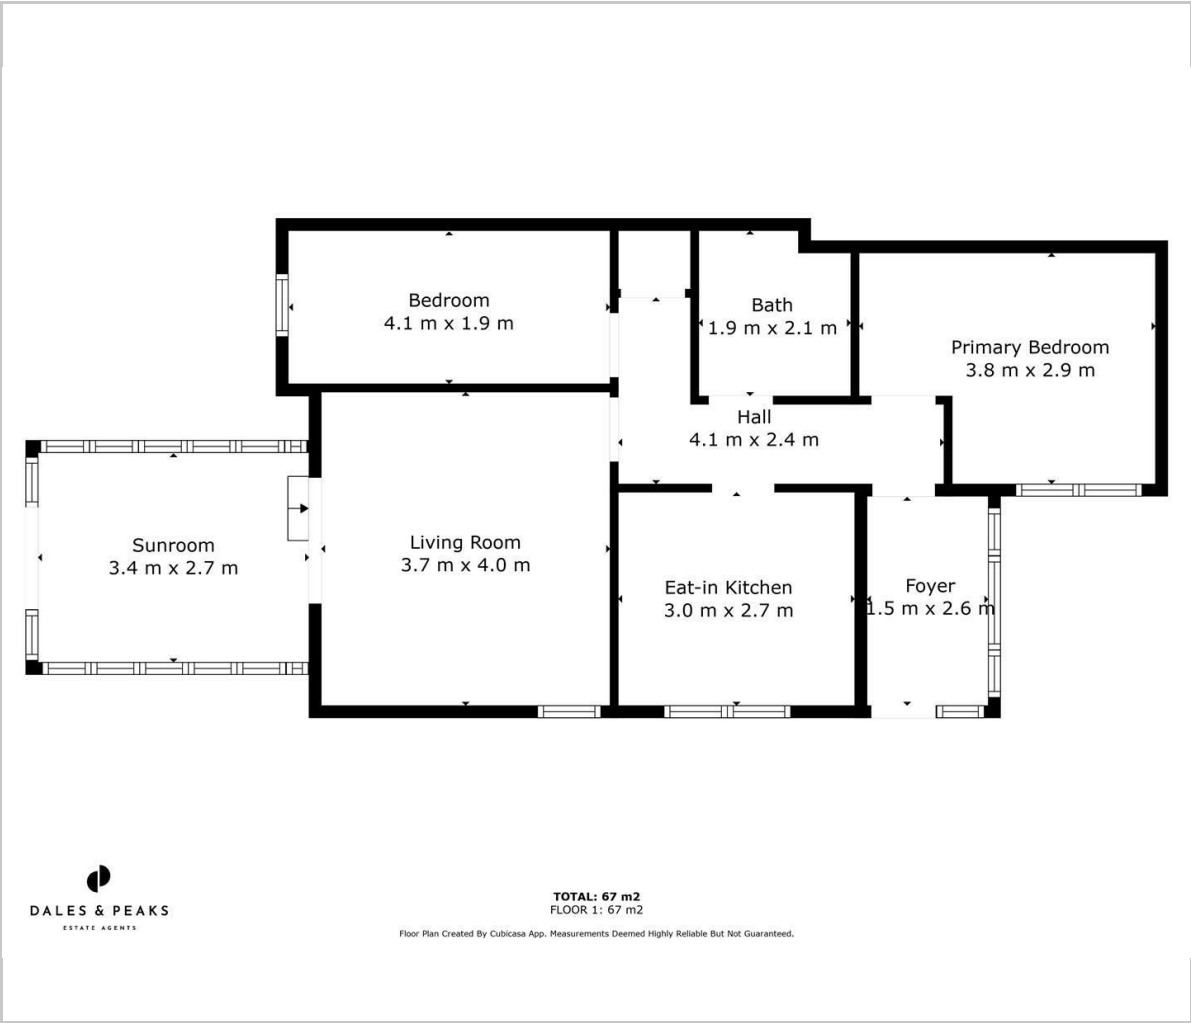 Bedroom
4.1 m x 1.9 m
Bath
1.9 m x 2.1 m
Primary Bedroom
3.8 m x 2.9 m
Hall
4.1 m x 2.4 m
Sunroom
3.4 m x 2.7 m
Living Room
3.7 m x 4.0 m
Eat-in Kitchen
3.0 m x 2.7 m
Foyer
1.5 m x 2.6 m
DALES & PEAKS
ESTATE AGENTS
TOTAL: 67 m2
FLOOR 1: 67 m2
Floor Plan Created By Cubicasa App. Measurements Deemed Highly Reliable But Not Guaranteed.